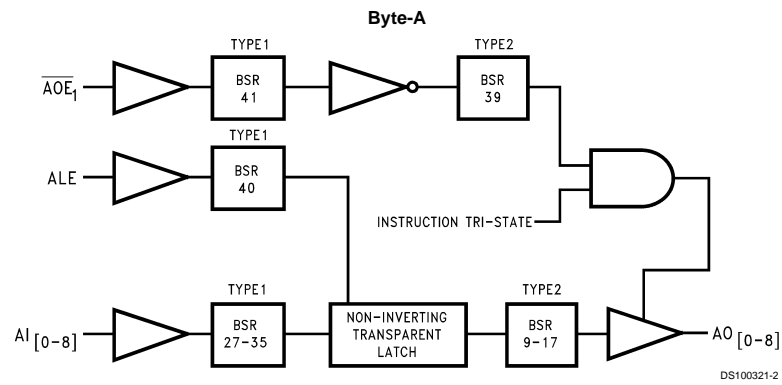 Byte-A
TYPE1
TYPE2
AOE1
BSR
41
BSR
39
TYPE1
ALE
BSR
40
INSTRUCTION TRI-STATE
TYPE1
TYPE2
AI [0-8]
BSR
27-35
NON-INVERTING
TRANSPARENT
LATCH
BSR
9-17
AO [0-8]
DS100321-2